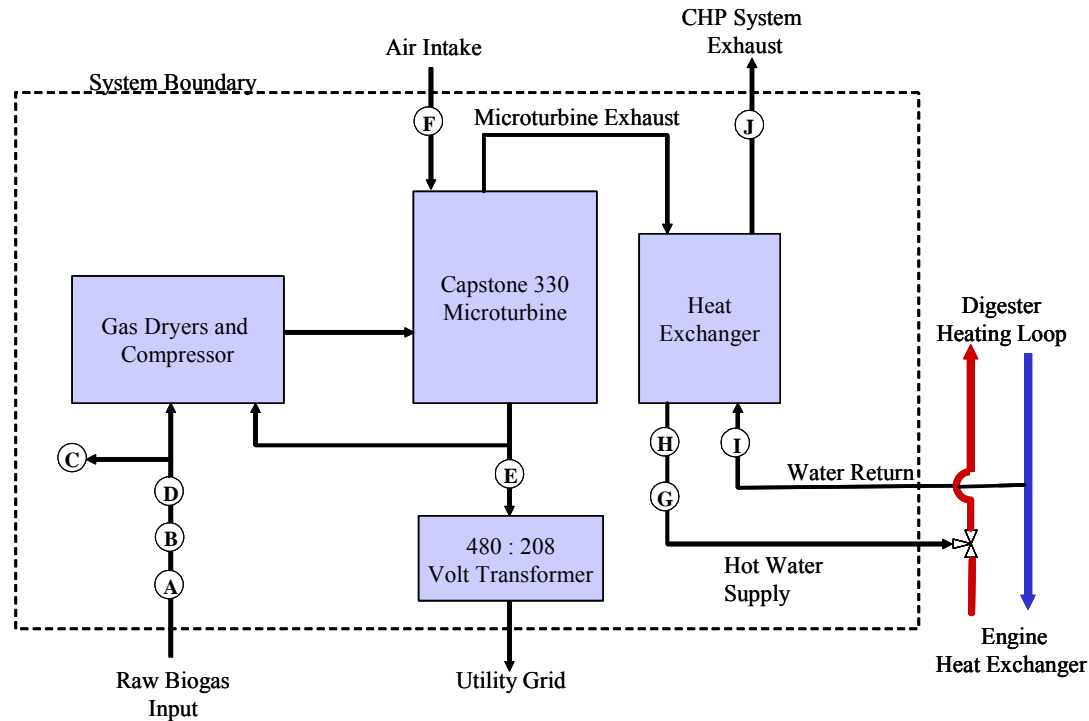 CHP System
Exhaust
Air Intake
System Boundary
Microturbine Exhaust
F
J
Capstone 330
Microturbine
Heat
Exchanger
Gas Dryers and
Compressor
Digester
Heating Loop
C
D
B
A
E
H
I
G
Water Return
480 : 208
Volt Transformer
Hot Water
Supply
Engine
Heat Exchanger
Raw Biogas
Input
Utility Grid